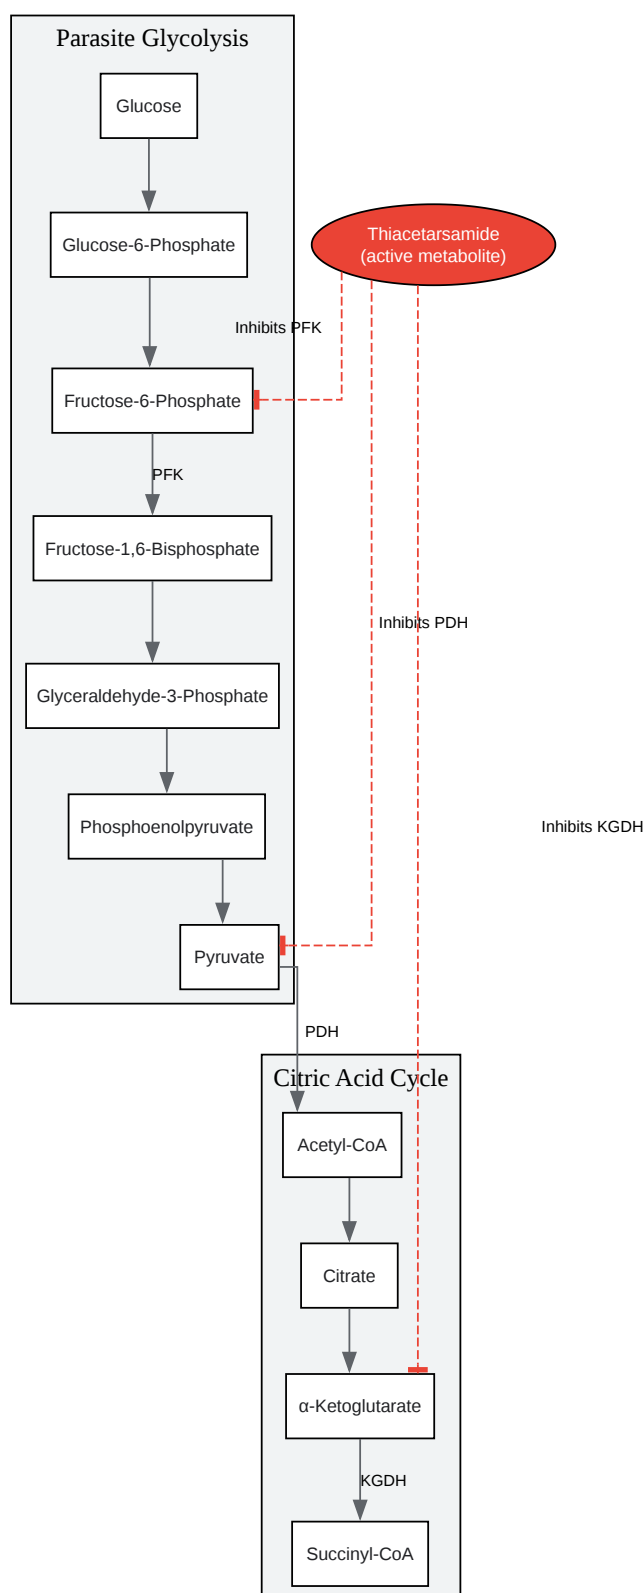 Parasite Glycolysis
Glucose
Glucose-6-Phosphate
Thiacetarsamide
(active metabolite)
Inhibits PFK
Fructose-6-Phosphate
PFK
Fructose-1,6-Bisphosphate
Inhibits PDH
Glyceraldehyde-3-Phosphate
Phosphoenolpyruvate
Inhibits KGDH
Pyruvate
PDH
Citric Acid Cycle
Acetyl-CoA
Citrate
α-Ketoglutarate
KGDH
Succinyl-CoA